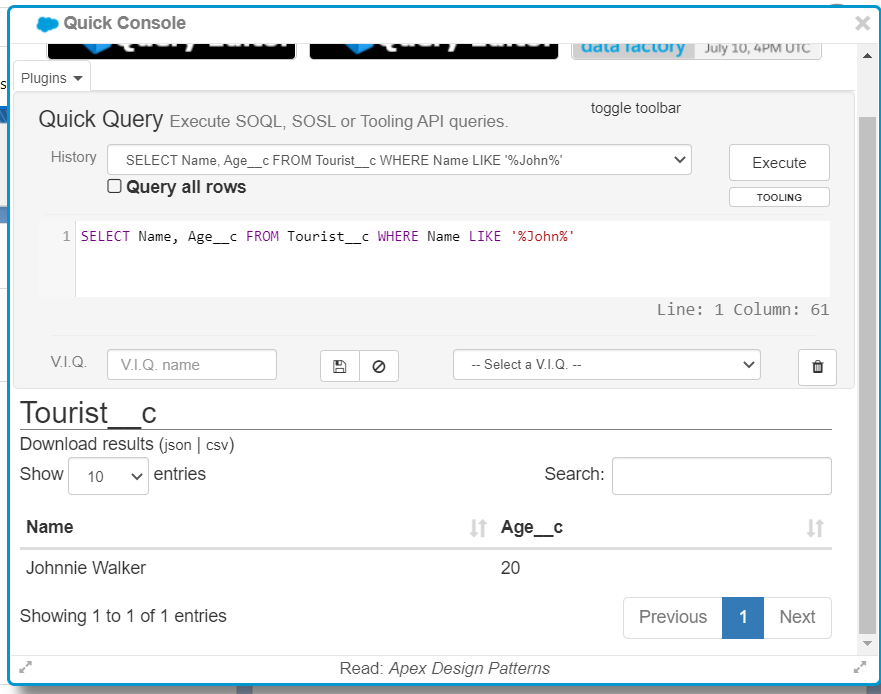 Quick Console
data factory July 10, 4PM UTC
Plugins
toggle toolbar
Quick Query Execute SOQL, SOSL or Tooling API queries.
History SELECT Name, Age__c FROM Tourist__c WHERE Name LIKE '%John%' Execute
Query all rows TOOLING
1 SELECT Name, Age__c FROM Tourist__c WHERE Name LIKE '%John%'
Line: 1 Column: 61
V.I.Q. V.I.Q. name -- Select a V.I.Q. --
Tourist__c
Download results (json | csv)
Show 10 entries Search:
Name Age__c
Johnnie Walker 20
Showing 1 to 1 of 1 entries Previous 1 Next
Read: Apex Design Patterns